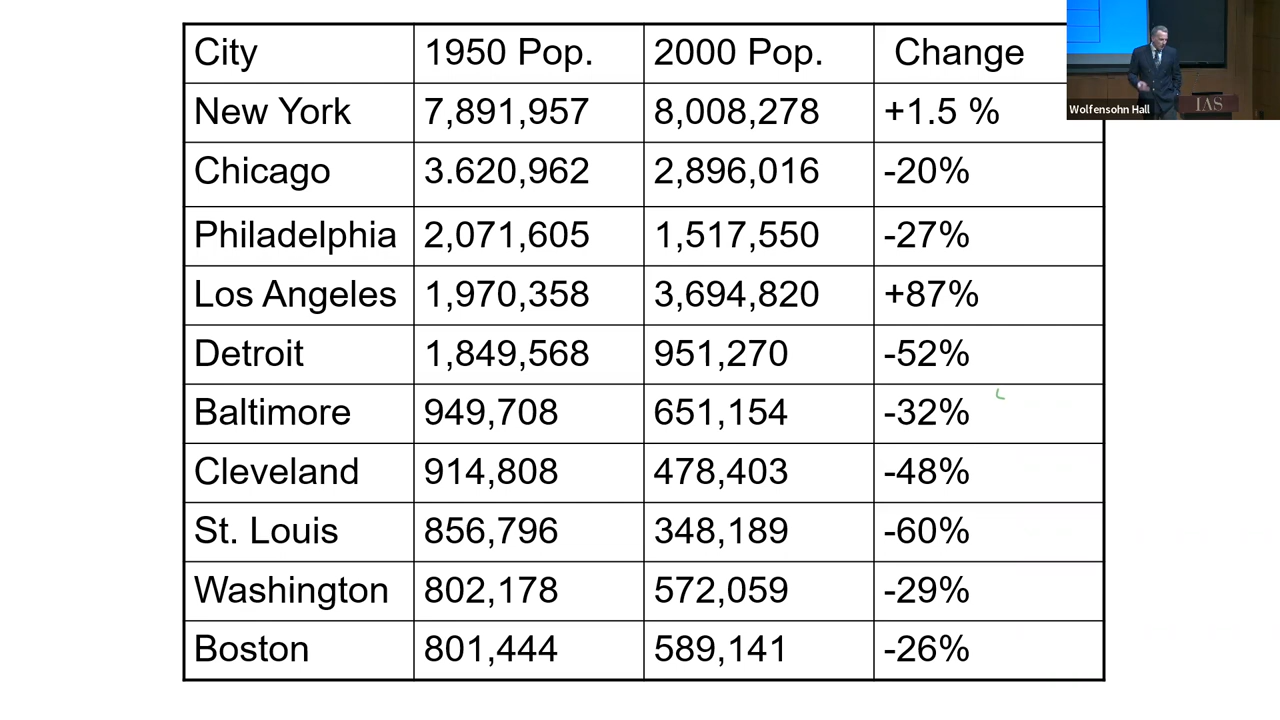 City 1950 Pop. 2000 Pop. Change
New York 7,891,957 8,008,278 +1.5 %
Chicago 3.620,962 2,896,016 -20%
Philadelphia 2,071,605 1,517,550 -27%
Los Angeles 1,970,358 3,694,820 +87%
Detroit 1,849,568 951,270 -52%
Baltimore 949,708 651,154 -32%
Cleveland 914,808 478,403 -48%
St. Louis 856,796 348,189 -60%
Washington 802,178 572,059 -29%
Boston 801,444 589,141 -26%
Wolfensohn Hall
IAS